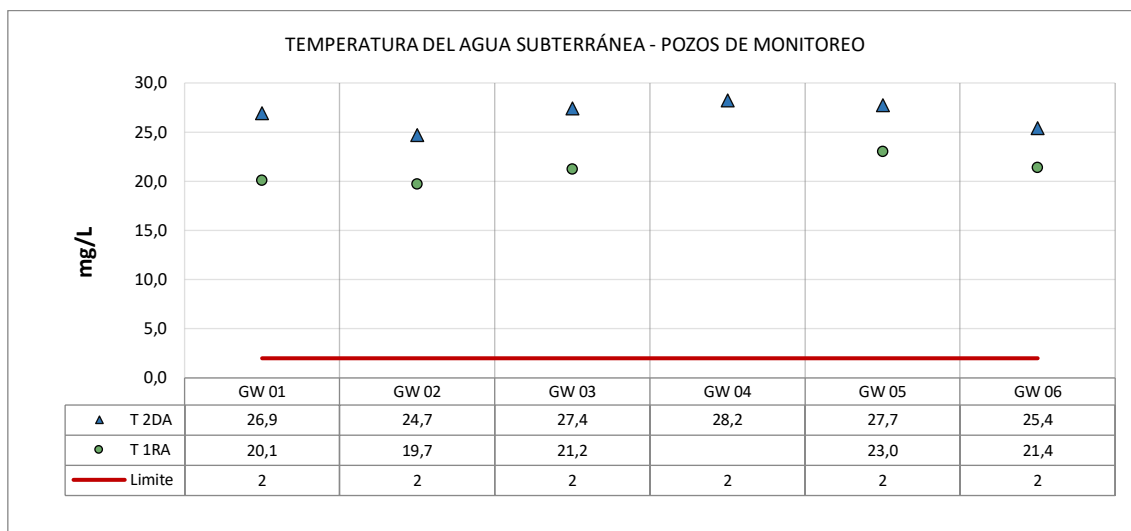 TEMPERATURA DEL AGUA SUBTERRÁNEA - POZOS DE MONITOREO
mg/L
30,0
25,0
20,0
15,0
10,0
5,0
0,0
GW 01 GW 02 GW 03 GW 04 GW 05 GW 06
T 2DA 26,9 24,7 27,4 28,2 27,7 25,4
T 1RA 20,1 19,7 21,2 23,0 21,4
Limite 2 2 2 2 2 2